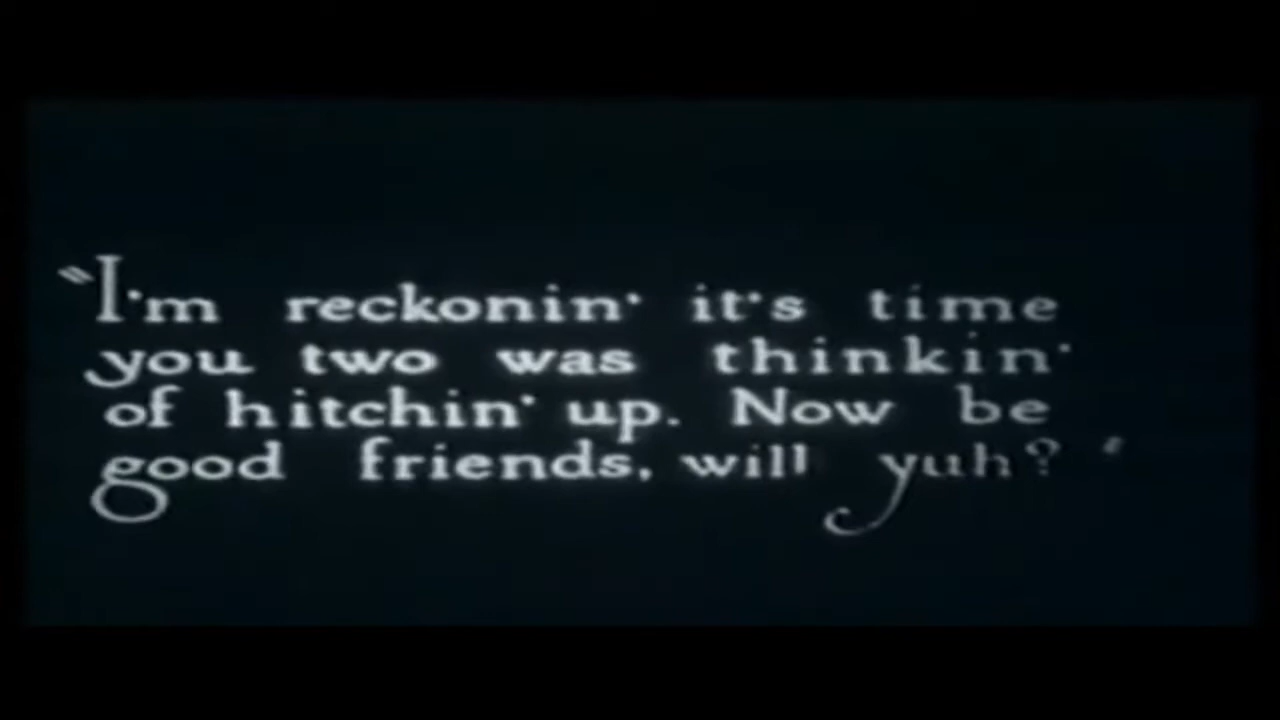 "I'm reckonin' it's time
you two was thinkin'
of hitchin' up. Now be
good friends, will yuh?"